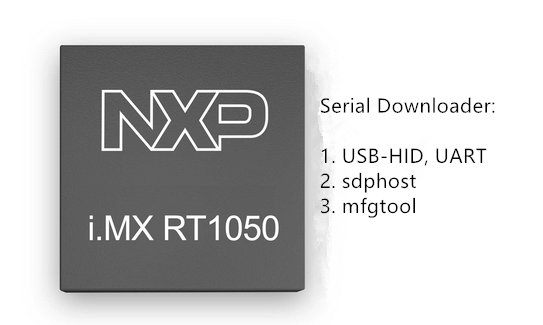 NXP
i.MX RT1050
Serial Downloader:
1. USB-HID, UART
2. sdphost
3. mfgtool